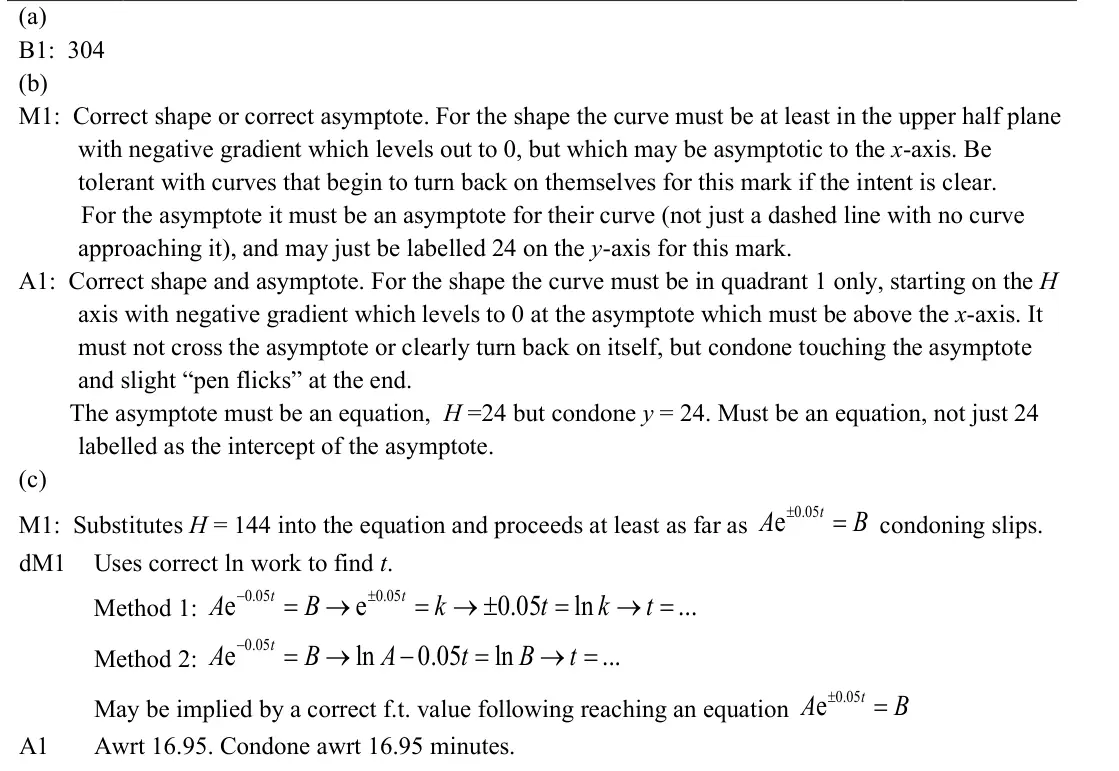 (a)
B1: 304
(b)
M1: Correct shape or correct asymptote. For the shape the curve must be at least in the upper half plane
with negative gradient which levels out to 0, but which may be asymptotic to the x-axis. Be
tolerant with curves that begin to turn back on themselves for this mark if the intent is clear.
For the asymptote it must be an asymptote for their curve (not just a dashed line with no curve
approaching it), and may just be labelled 24 on the y-axis for this mark.
A1: Correct shape and asymptote. For the shape the curve must be in quadrant 1 only, starting on the H
axis with negative gradient which levels to 0 at the asymptote which must be above the x-axis. It
must not cross the asymptote or clearly turn back on itself, but condone touching the asymptote
and slight “pen flicks” at the end.
The asymptote must be an equation, H =24 but condone y = 24. Must be an equation, not just 24
labelled as the intercept of the asymptote.
(c)
M1: Substitutes H = 144 into the equation and proceeds at least as far as Ae^{±0.05t} = B condoning slips.
dM1 Uses correct ln work to find t.
Method 1: Ae^{−0.05t} = B → e^{±0.05t} = k → ±0.05t = ln k → t = ...
Method 2: Ae^{−0.05t} = B → ln A − 0.05t = ln B → t = ...
May be implied by a correct f.t. value following reaching an equation Ae^{±0.05t} = B
A1 Awrt 16.95. Condone awrt 16.95 minutes.